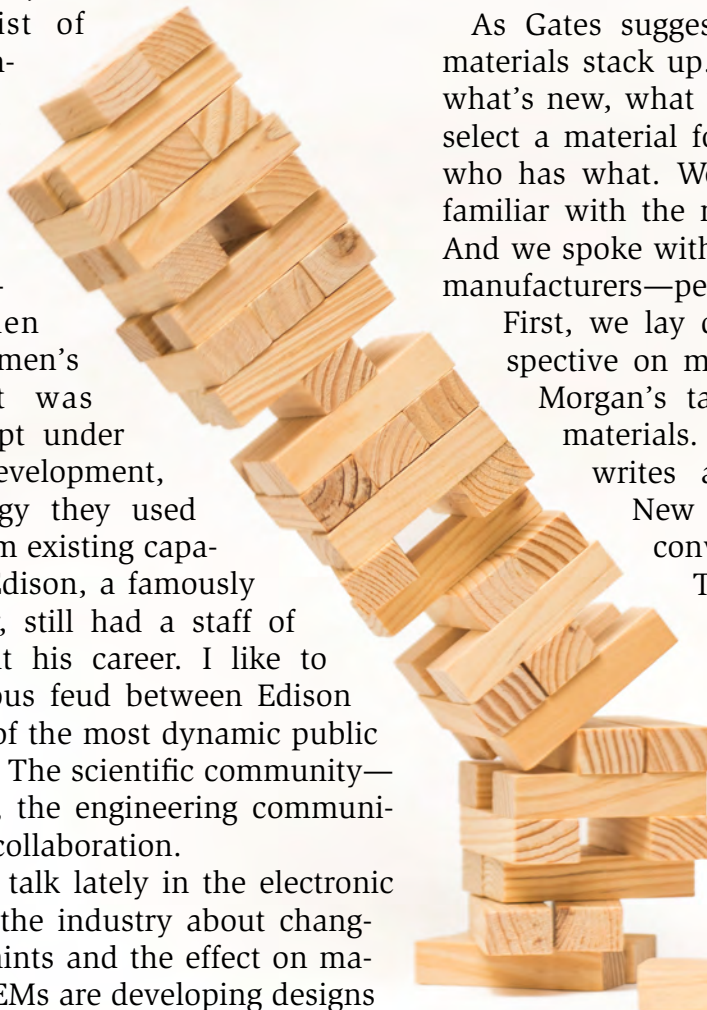 ist of
n-
-
en
men's
t was
pt under
evelopment,
gy they used
m existing capa-
Edison, a famously
, still had a staff of
t his career. I like to
ous feud between Edison
of the most dynamic public
The scientific community—
, the engineering communi-
collaboration.
talk lately in the electronic
the industry about chang-
aints and the effect on ma-
EMs are developing designs
As Gates sugges
materials stack up.
what's new, what
select a material fo
who has what. We
familiar with the
And we spoke with
manufacturers—pe
First, we lay
spective on m
Morgan's ta
materials.
writes a
New
conv
T